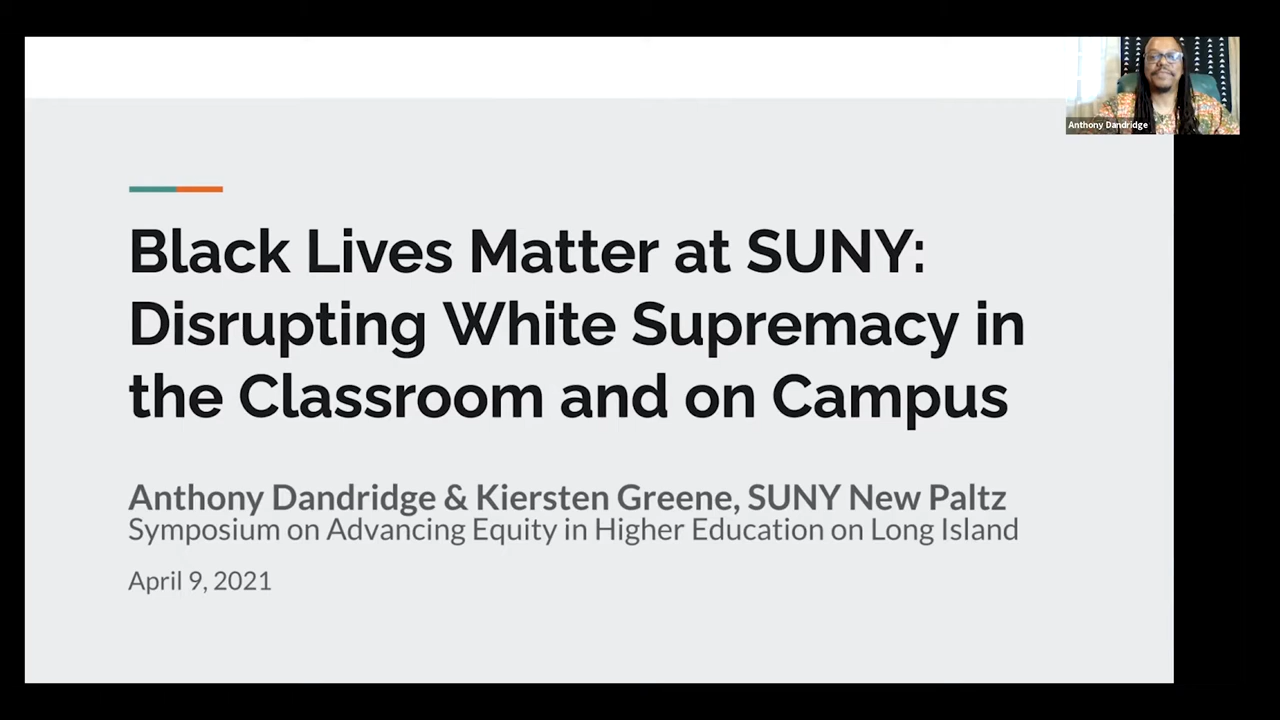 Anthony Dandridge
Black Lives Matter at SUNY:
Disrupting White Supremacy in
the Classroom and on Campus
Anthony Dandridge & Kiersten Greene, SUNY New Paltz
Symposium on Advancing Equity in Higher Education on Long Island
April 9, 2021